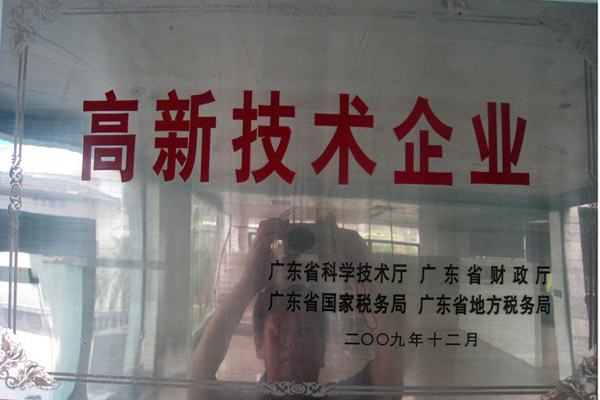 高新技术企业
广东省科学技术厅 广东省财政厅
广东省国家税务局 广东省地方税务局
二〇〇九年十二月